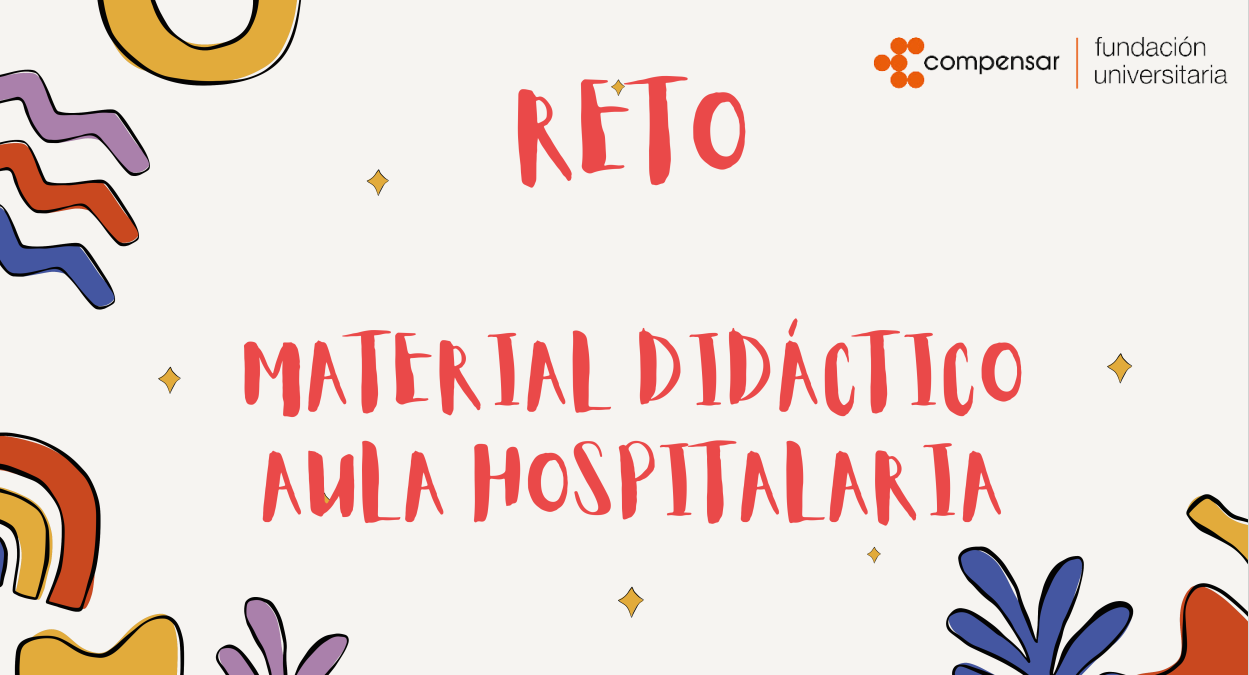 compensar
fundación
universitaria
RETO
MATERIAL DIDÁCTICO
AULA HOSPITALARIA